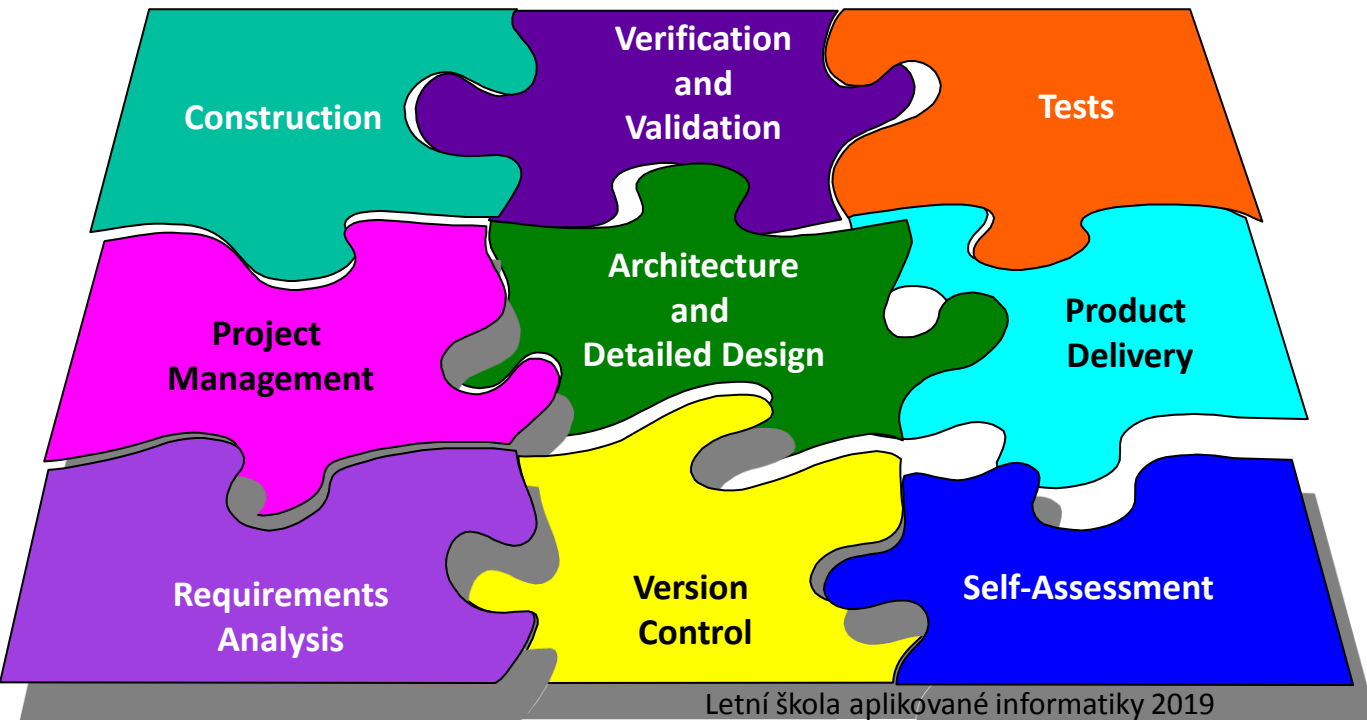 Construction
Verification
and
Validation
Tests
Project
Management
Architecture
and
Detailed Design
Product
Delivery
Requirements
Analysis
Version
Control
Self-Assessment
Letní škola aplikované informatiky 2019